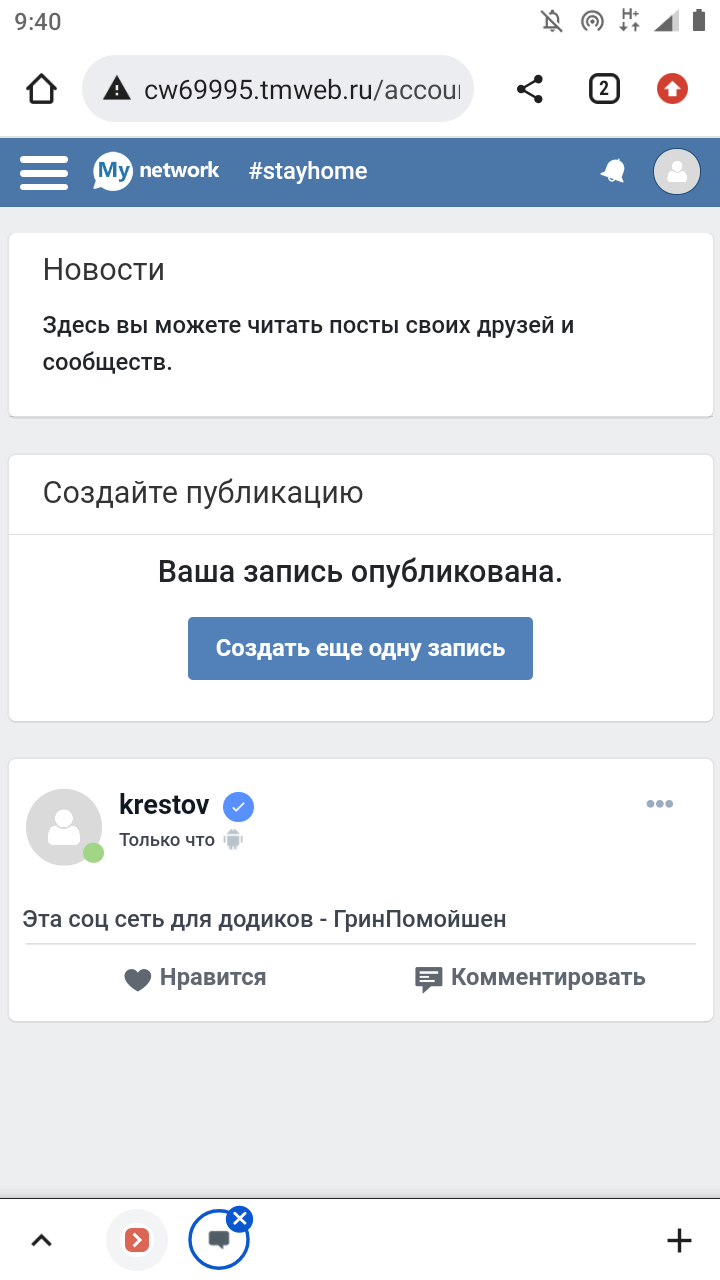 9:40
H+
cw69995.tmweb.ru/accou
2
My network #stayhome
Новости
Здесь вы можете читать посты своих друзей и
сообществ.
Создайте публикацию
Ваша запись опубликована.
Создать еще одну запись
krestov
Только что
Эта соц сеть для додиков - ГринПомойшен
Нравится Комментировать